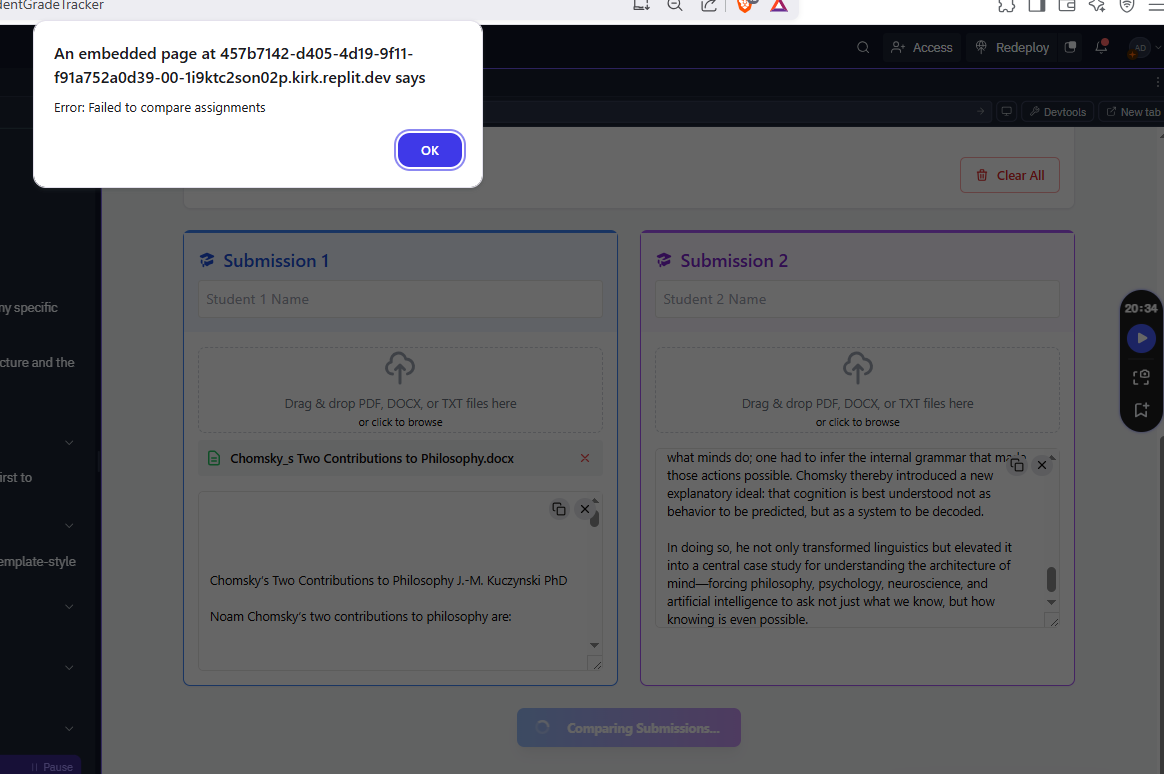 dentGradeTracker
An embedded page at 457b7142-d405-4d19-9f11-
f91a752a0d39-00-1i9ktc2son02p.kirk.replit.dev says
Error: Failed to compare assignments
OK
Access
Redeploy
AD
Devtools
New tab
Clear All
ny specific
cture and the
irst to
emplate-style
Pause
Submission 1
Student 1 Name
Drag & drop PDF, DOCX, or TXT files here
or click to browse
Chomsky_s Two Contributions to Philosophy.docx
Chomsky's Two Contributions to Philosophy J.-M. Kuczynski PhD
Noam Chomsky's two contributions to philosophy are:
Submission 2
Student 2 Name
Drag & drop PDF, DOCX, or TXT files here
or click to browse
what minds do; one had to infer the internal grammar that made
those actions possible. Chomsky thereby introduced a new
explanatory ideal: that cognition is best understood not as
behavior to be predicted, but as a system to be decoded.
In doing so, he not only transformed linguistics but elevated it
into a central case study for understanding the architecture of
mind—forcing philosophy, psychology, neuroscience, and
artificial intelligence to ask not just what we know, but how
knowing is even possible.
Comparing Submissions...
20:34